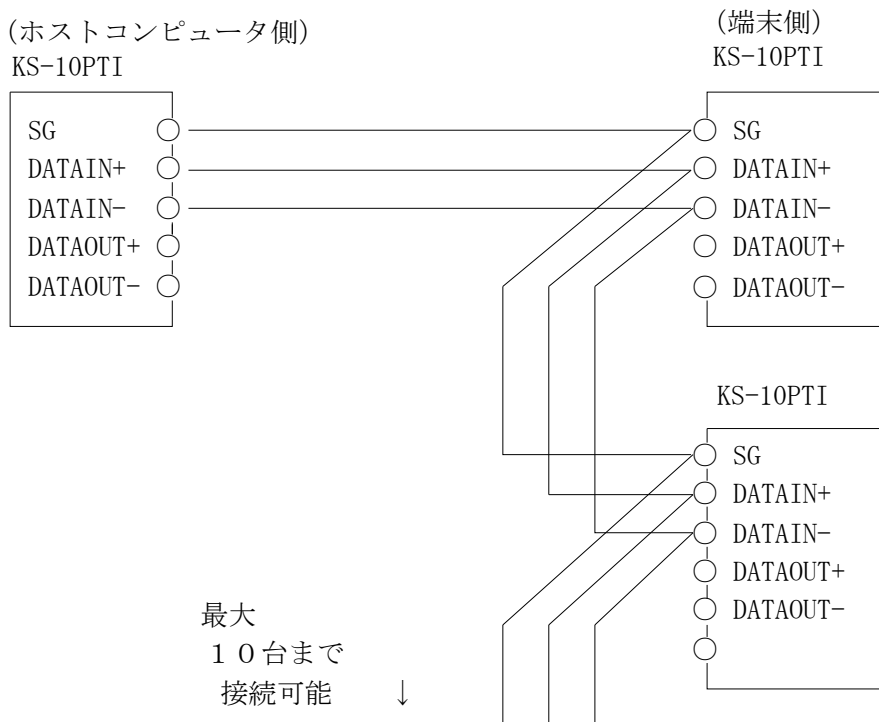 (ホストコンピュータ側)
KS-10PTI
SG
DATAIN+
DATAIN-
DATAOUT+
DATAOUT-
(端末側)
KS-10PTI
SG
DATAIN+
DATAIN-
DATAOUT+
DATAOUT-
KS-10PTI
SG
DATAIN+
DATAIN-
DATAOUT+
DATAOUT-
最大
10台まで
接続可能 ↓